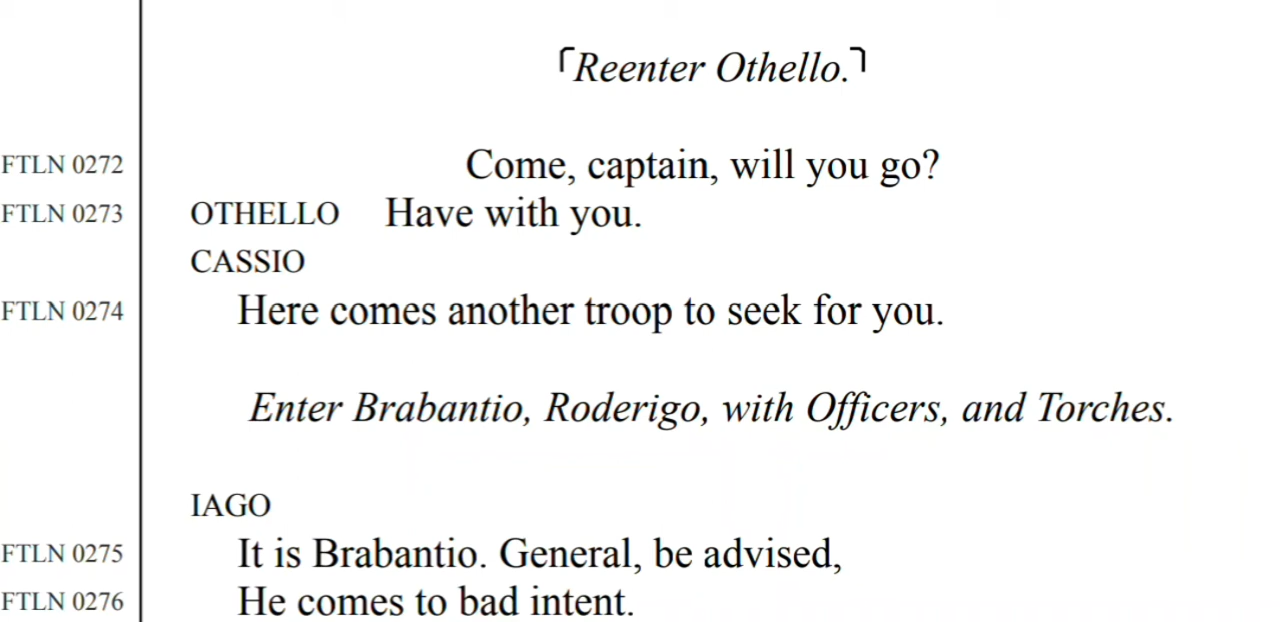 ⌜Reenter Othello.⌝
FTLN 0272 Come, captain, will you go?
FTLN 0273 OTHELLO Have with you.
CASSIO
FTLN 0274 Here comes another troop to seek for you.
Enter Brabantio, Roderigo, with Officers, and Torches.
IAGO
FTLN 0275 It is Brabantio. General, be advised,
FTLN 0276 He comes to bad intent.